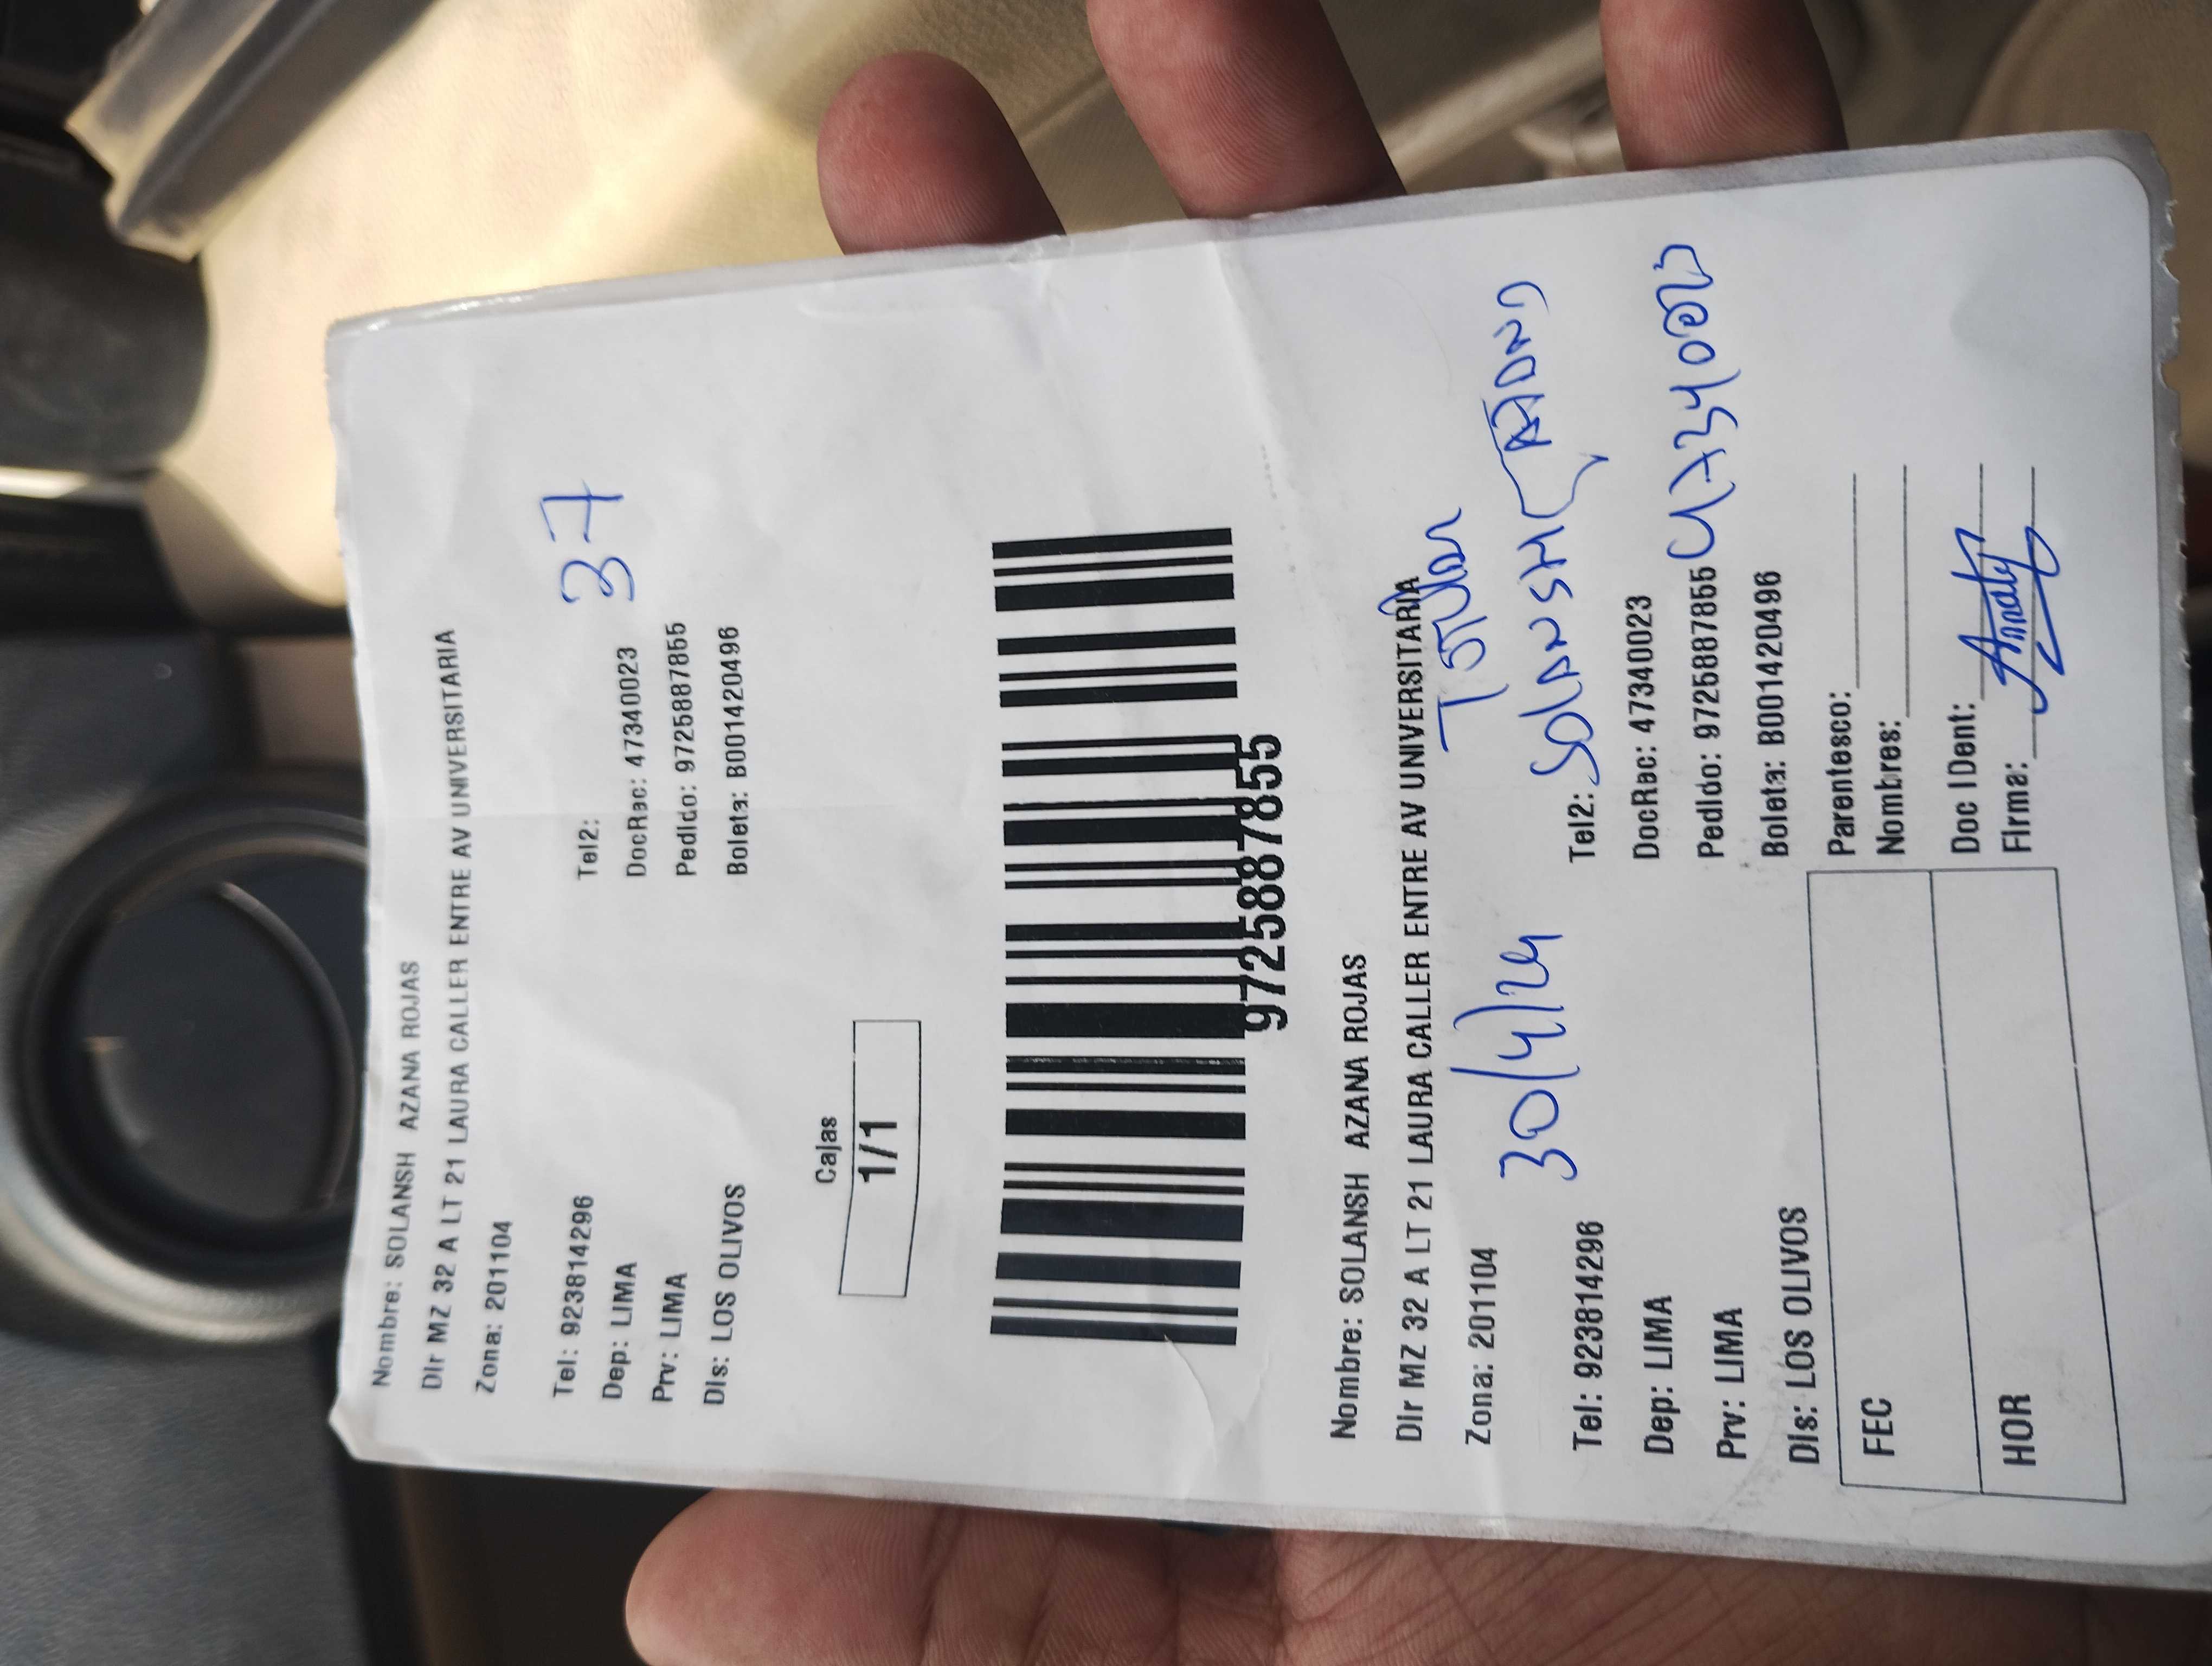 Nombre: SOLANSH AZANA ROJAS
Dir MZ 32 A LT 21 LAURA CALLER ENTRE AV UNIVERSITARIA
Zona: 201104
Tel: 923814296 Tel2: 37
Dep: LIMA DocRec: 47340023
Prv: LIMA Pedido: 9725887855
Dis: LOS OLIVOS Boleta: B001420496
Cajas
1/1
9725887855
Nombre: SOLANSH AZANA ROJAS
Dir MZ 32 A LT 21 LAURA CALLER ENTRE AV UNIVERSITARIA
Zona: 201104 30/4/24 Titular
Tel: 923814296 Tel2: SOLANSH
Dep: LIMA DocRec: 47340023
Prv: LIMA Pedido: 9725887855 47340023
Dis: LOS OLIVOS Boleta: B001420496
FEC Parentesco:
Nombres:
HOR Doc IDent:
Firma: